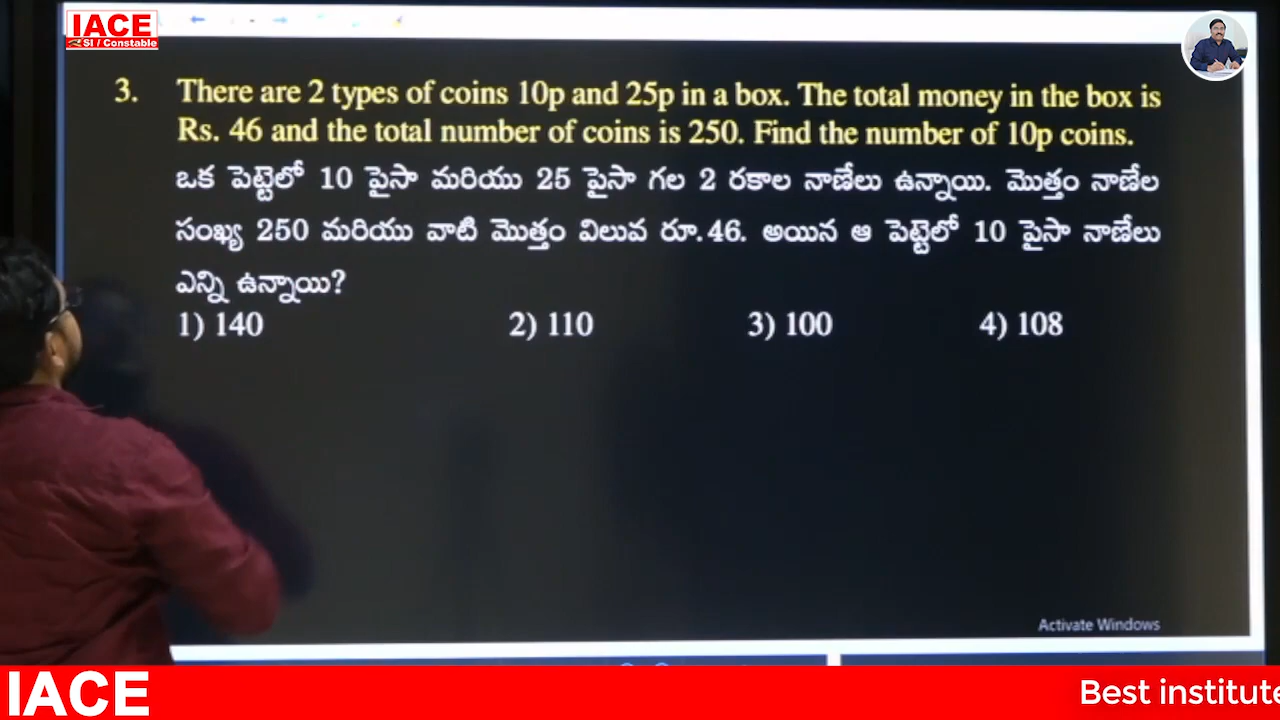 IACE
SI / Constable
3. There are 2 types of coins 10p and 25p in a box. The total money in the box is
Rs. 46 and the total number of coins is 250. Find the number of 10p coins.
ఒక పెట్టెలో 10 పైసా మరియు 25 పైసా గల 2 రకాల నాణేలు ఉన్నాయి. మొత్తం నాణేల
సంఖ్య 250 మరియు వాటి మొత్తం విలువ రూ.46. అయిన ఆ పెట్టెలో 10 పైసా నాణేలు
ఎన్ని ఉన్నాయి?
1) 140 2) 110 3) 100 4) 108
Activate Windows
IACE Best institute